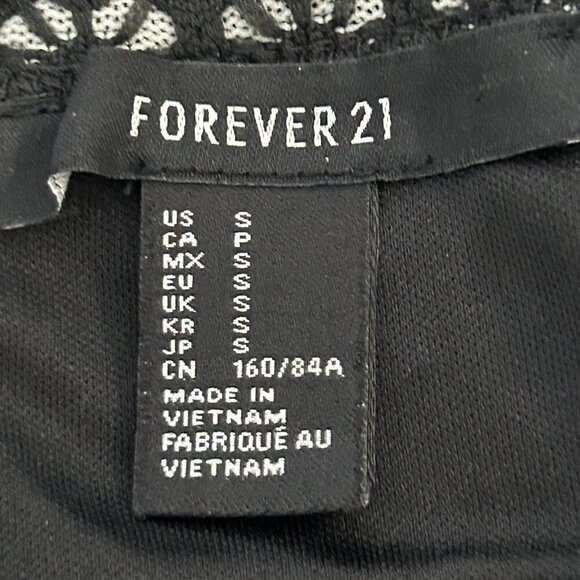 FOREVER 21
US S
CA P
MX S
EU S
UK S
KR S
JP S
CN 160/84A
MADE IN
VIETNAM
FABRIQUÉ AU
VIETNAM